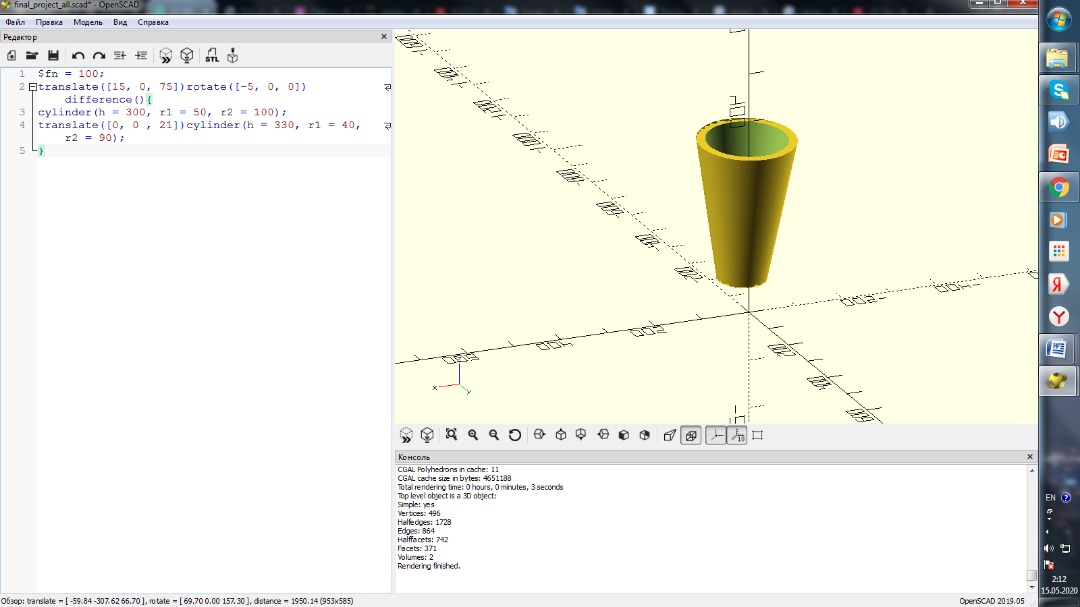 final_project_all.scad* - OpenSCAD
Файл Правка Модель Вид Справка
Редактор
STL
1 $fn = 100;
2 translate([15, 0, 75])rotate([-5, 0, 0])
difference(){
3 cylinder(h = 300, r1 = 50, r2 = 100);
4 translate([0, 0 , 21])cylinder(h = 330, r1 = 40,
r2 = 90);
5 }
x
y
Консоль
CGAL Polyhedrons in cache: 11
CGAL cache size in bytes: 4651188
Total rendering time: 0 hours, 0 minutes, 3 seconds
Top level object is a 3D object:
Simple: yes
Vertices: 496
Halfedges: 1728
Edges: 864
Halffacets: 742
Facets: 371
Volumes: 2
Rendering finished.
Обзор: translate = [ -59.84 -307.62 66.70 ], rotate = [ 69.70 0.00 157.30 ], distance = 1950.14 (953x585)
OpenSCAD 2019.05
EN
2:12
15.05.2020